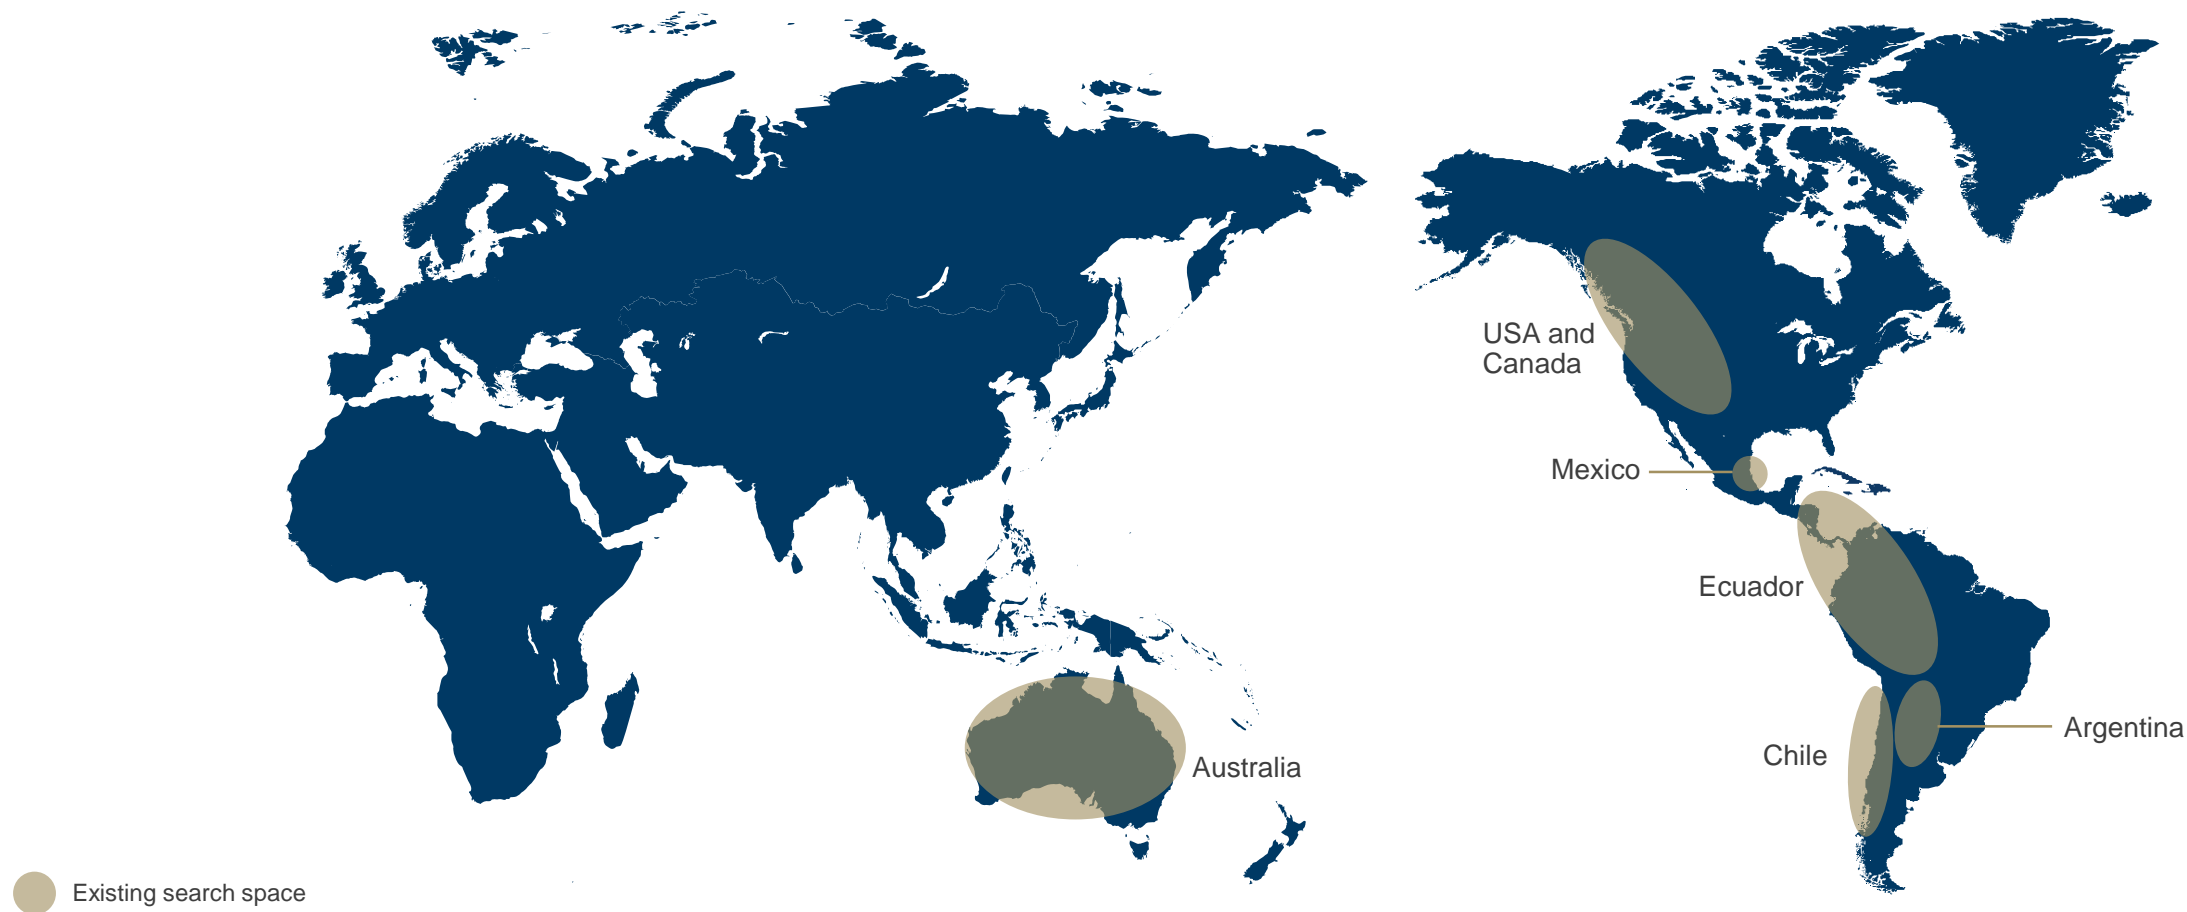 USA and
Canada
Mexico
Ecuador
Argentina
Chile
Australia
Existing search space